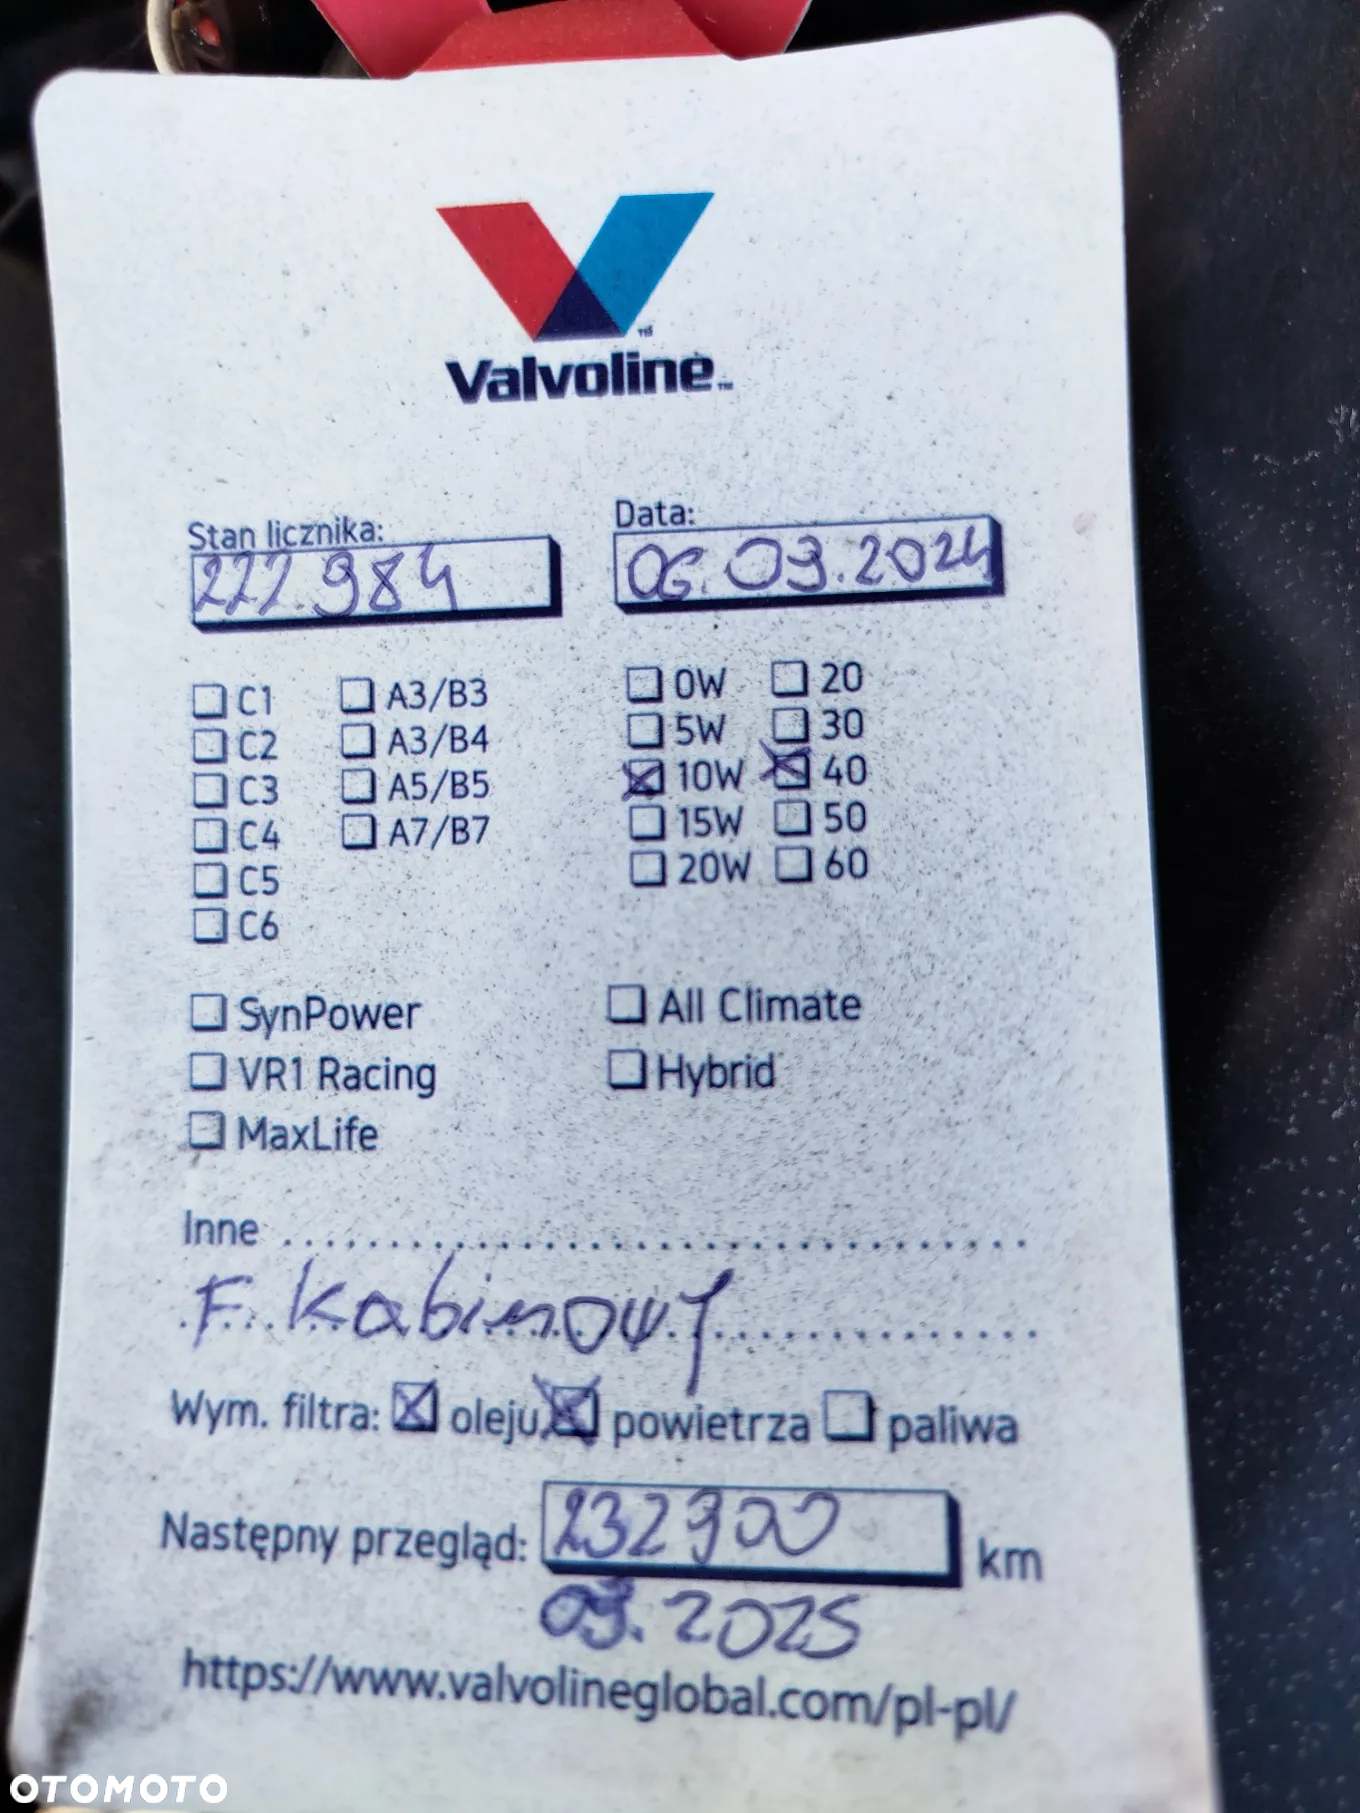 Valvoline™
Stan licznika:
222.984
Data:
06.09.2024
C1
C2
C3
C4
C5
C6
A3/B3
A3/B4
A5/B5
A7/B7
0W
5W
10W
15W
20W
20
30
40
50
60
SynPower
VR1 Racing
MaxLife
All Climate
Hybrid
Inne
F. Kabinowy
Wym. filtra: oleju powietrza paliwa
Następny przegląd: 232900 km
09.2025
https://www.valvolineglobal.com/pl-pl/
OTOMOTO